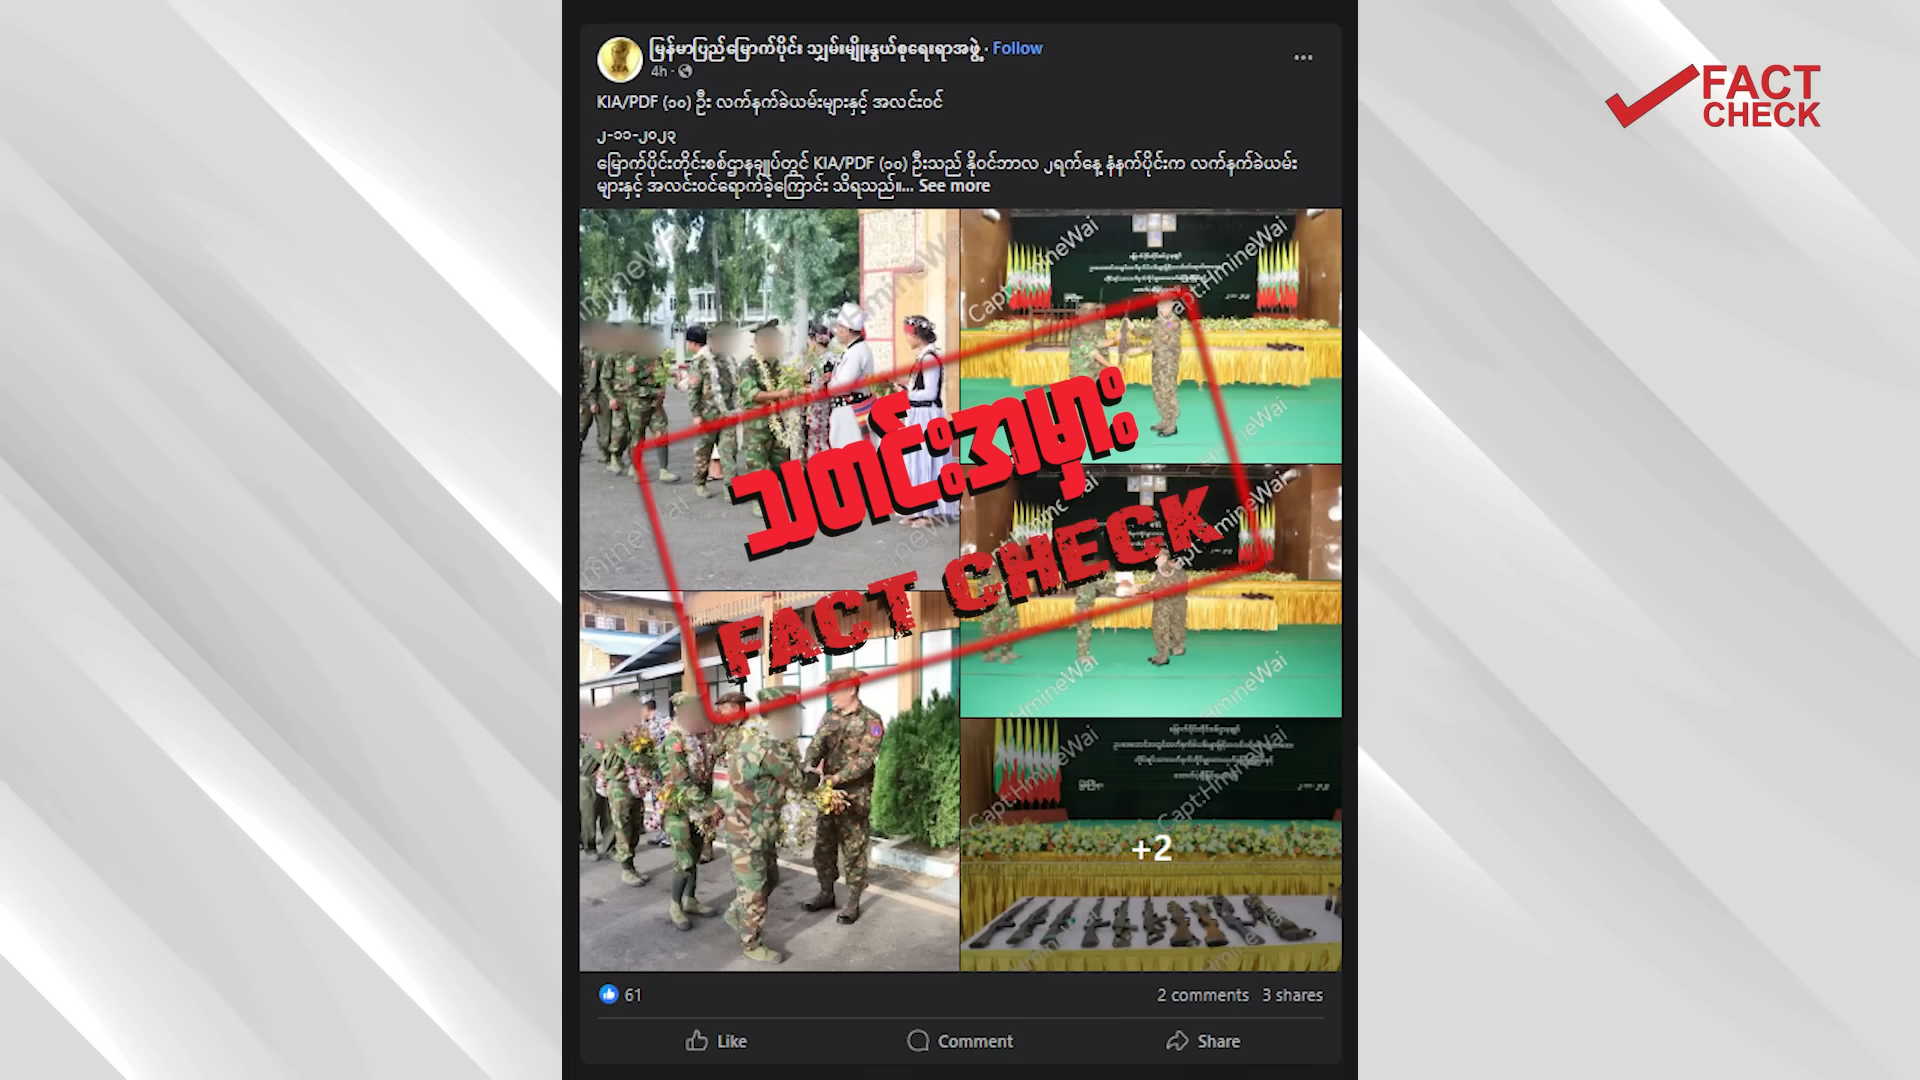 မြန်မာပြည်မြောက်ပိုင်း သျှမ်းမျိုးနွယ်စုရေးရာအဖွဲ့ · Follow
4h ·
KIA/PDF (၁၀) ဦး လက်နက်ခဲယမ်းများနှင့် အလင်းဝင်
၂-၁၁-၂၀၂၃
မြောက်ပိုင်းတိုင်းစစ်ဌာနချုပ်တွင် KIA/PDF (၁၀) ဦးသည် နိုဝင်ဘာလ ၂ရက်နေ့ နံနက်ပိုင်းက လက်နက်ခဲယမ်း
များနှင့် အလင်းဝင်ရောက်ခဲ့ကြောင်း သိရသည်။... See more
FACT
CHECK
Capt:HmineWai
သတင်းအမှား
FACT CHECK
+2
61
2 comments 3 shares
Like Comment Share